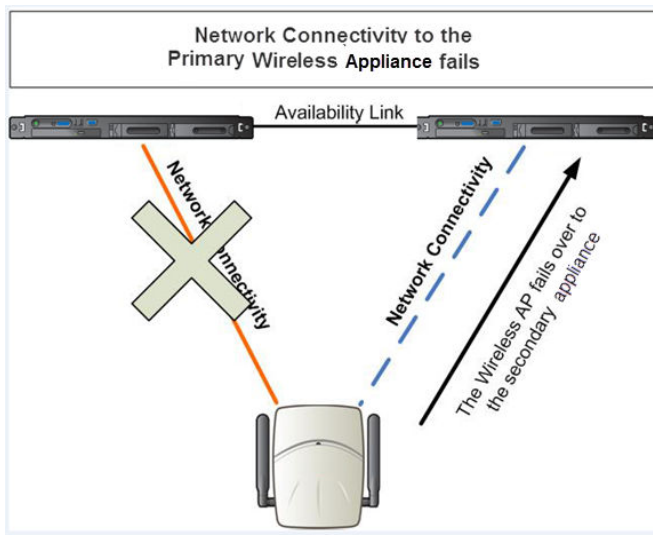 Network Connectivity to the
Primary Wireless Appliance fails
Availability Link
Network Connectivity
Network Connectivity
The Wireless AP fails over to
the secondary appliance